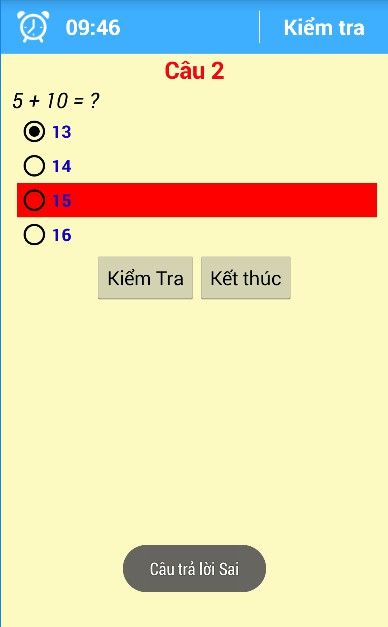 09:46 Kiểm tra
Câu 2
5 + 10 = ?
13
14
15
16
Kiểm Tra Kết thúc
Câu trả lời Sai